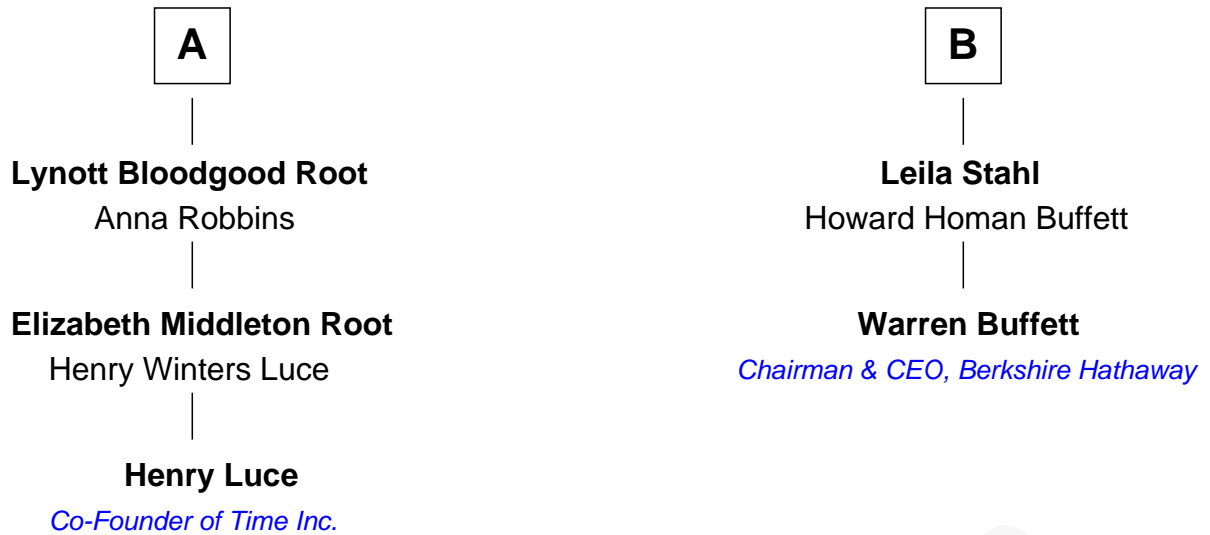 A
Lynott Bloodgood Root
Anna Robbins
Elizabeth Middleton Root
Henry Winters Luce
Henry Luce
Co-Founder of Time Inc.
B
Leila Stahl
Howard Homan Buffett
Warren Buffett
Chairman & CEO, Berkshire Hathaway